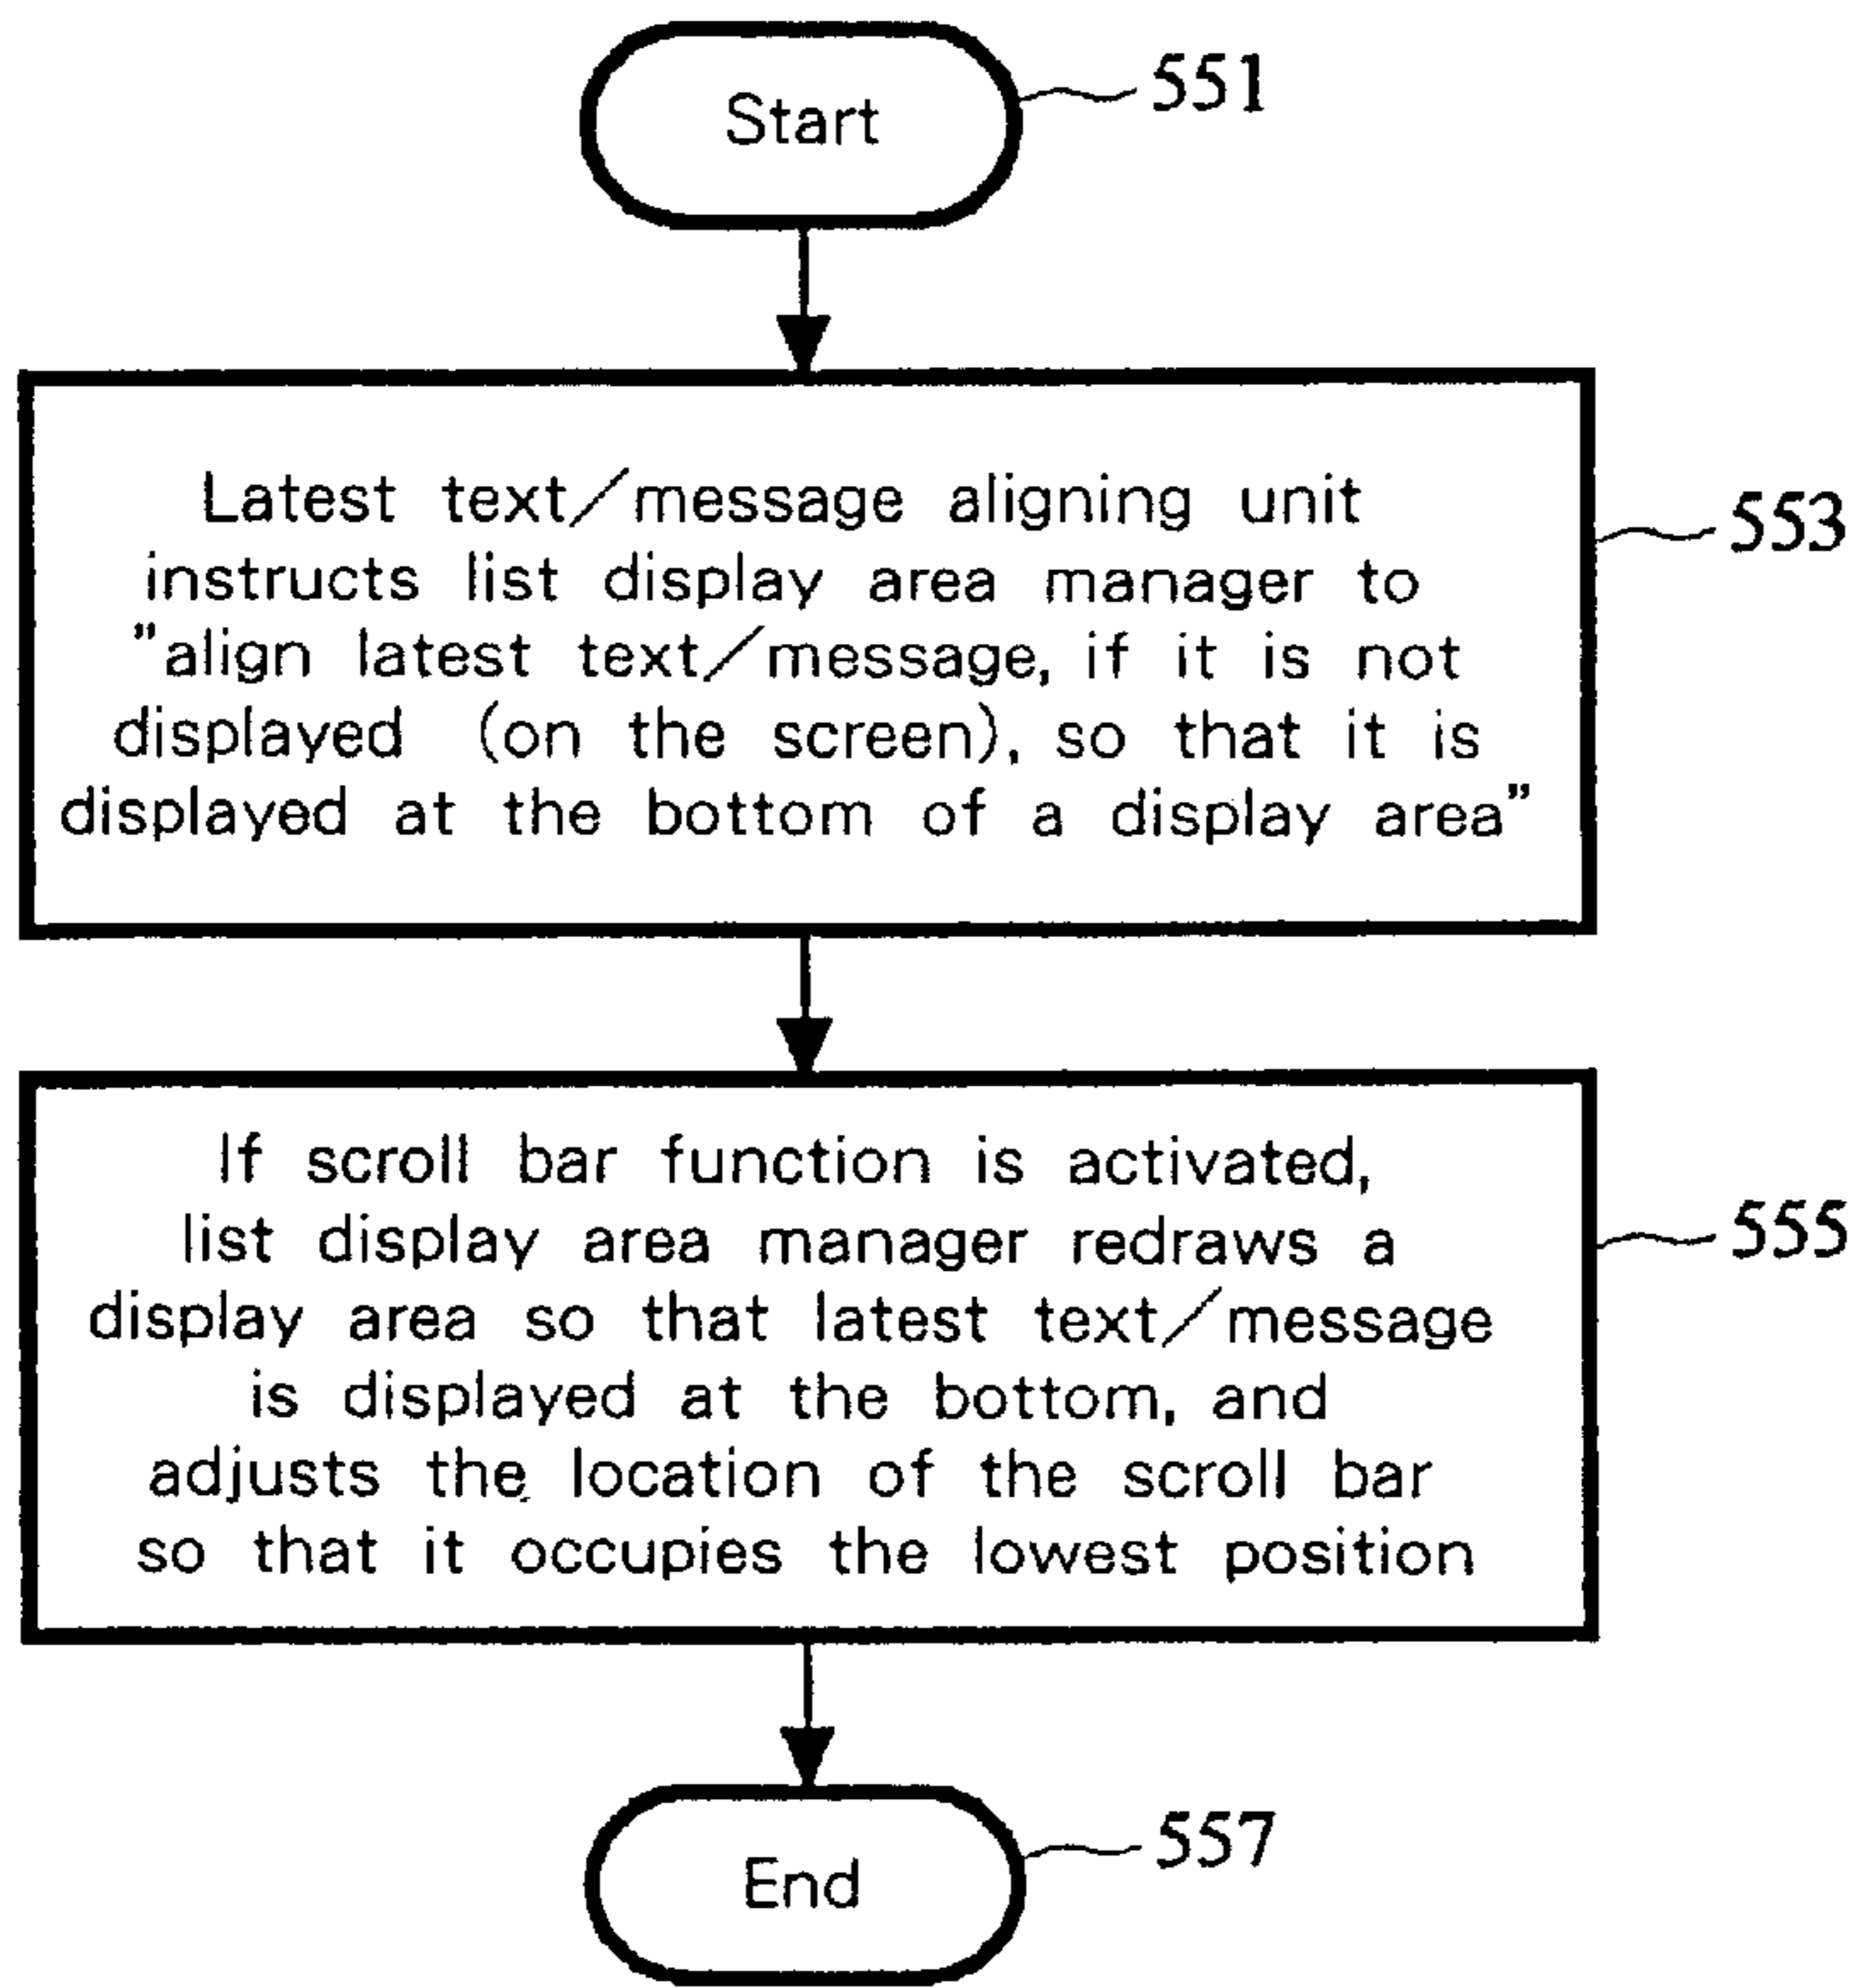 Start
551
Latest text/message aligning unit
instructs list display area manager to
"align latest text/message, if it is not
displayed (on the screen), so that it is
displayed at the bottom of a display area"
553
If scroll bar function is activated,
list display area manager redraws a
display area so that latest text/message
is displayed at the bottom, and
adjusts the location of the scroll bar
so that it occupies the lowest position
555
End
557